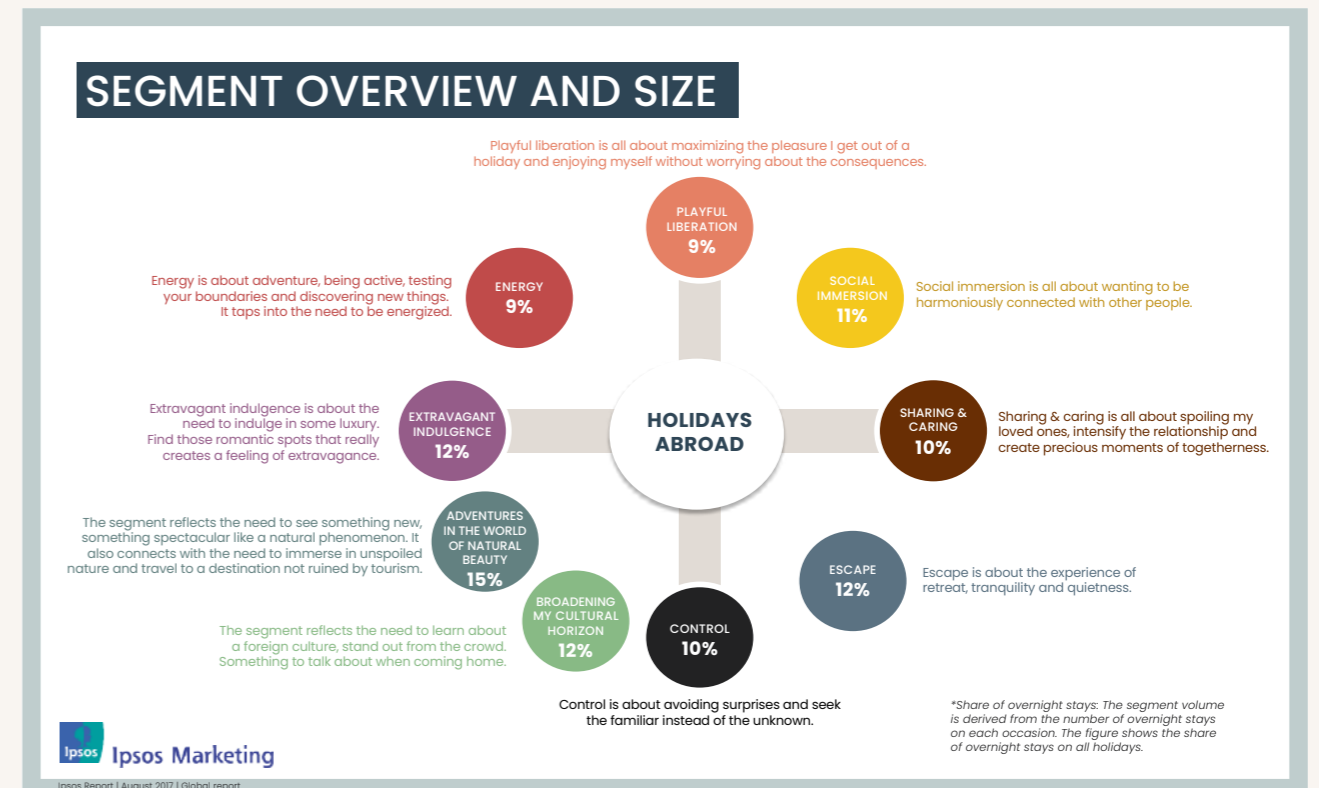 SEGMENT OVERVIEW AND SIZE
Playful liberation is all about maximizing the pleasure I get out of a
holiday and enjoying myself without worrying about the consequences.
PLAYFUL
LIBERATION
9%
Energy is about adventure, being active, testing
your boundaries and discovering new things.
It taps into the need to be energized.
ENERGY
9%
SOCIAL
IMMERSION
11%
Social immersion is all about wanting to be
harmoniously connected with other people.
Extravagant indulgence is about the
need to indulge in some luxury.
Find those romantic spots that really
creates a feeling of extravagance.
EXTRAVAGANT
INDULGENCE
12%
HOLIDAYS
ABROAD
SHARING &
CARING
10%
Sharing & caring is all about spoiling my
loved ones, intensify the relationship and
create precious moments of togetherness.
The segment reflects the need to see something new,
something spectacular like a natural phenomenon. It
also connects with the need to immerse in unspoiled
nature and travel to a destination not ruined by tourism.
ADVENTURES
IN THE WORLD
OF NATURAL
BEAUTY
15%
ESCAPE
12%
Escape is about the experience of
retreat, tranquility and quietness.
The segment reflects the need to learn about
a foreign culture, stand out from the crowd.
Something to talk about when coming home.
BROADENING
MY CULTURAL
HORIZON
12%
CONTROL
10%
Control is about avoiding surprises and seek
the familiar instead of the unknown.
*Share of overnight stays: The segment volume
is derived from the number of overnight stays
on each occasion. The figure shows the share
of overnight stays on all holidays.
Ipsos
Ipsos Marketing
Ipsos Report | August 2017 | Global report